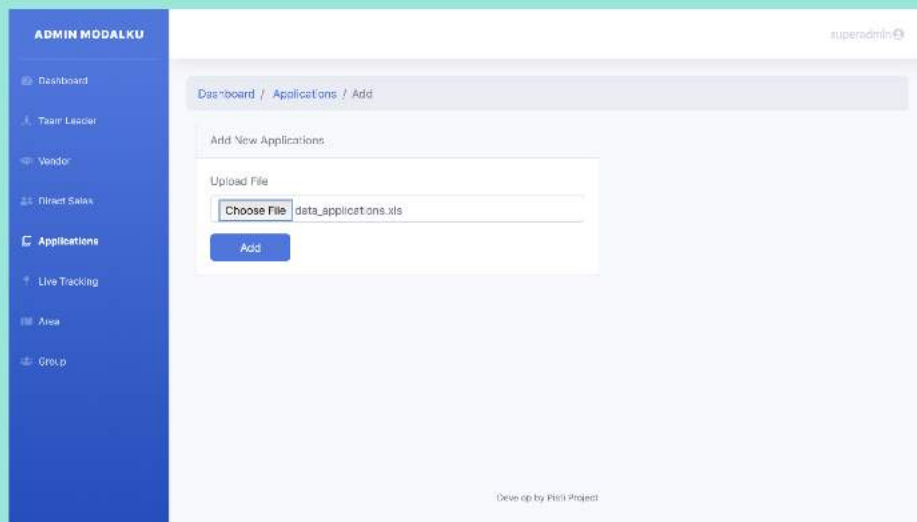 ADMIN MODALKU
superadmin
Dashboard
Team Leader
Vendor
Direct Sales
Applications
Live Tracking
Area
Group
Dashboard / Applications / Add
Add New Applications
Upload File
Choose File data_applications.xls
Add
Develop by Project